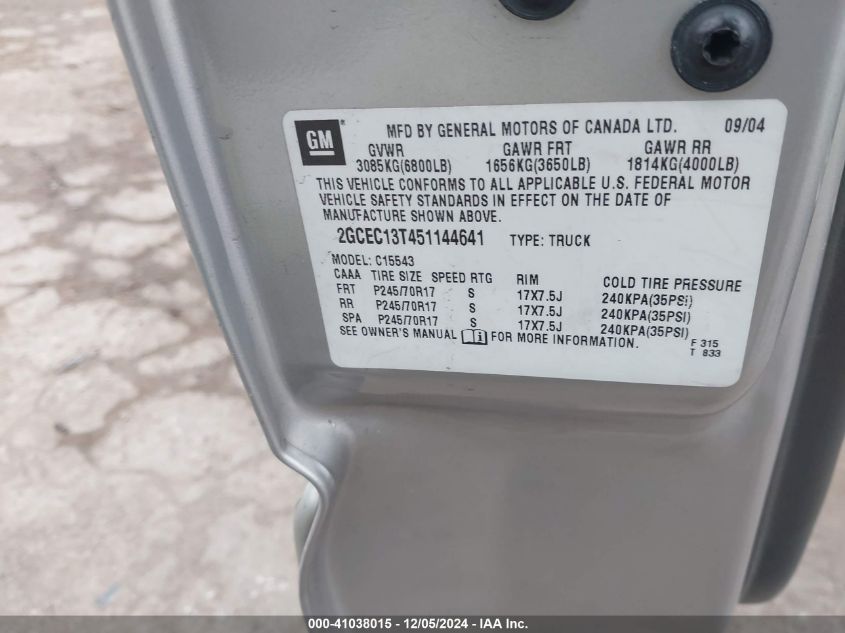 GM
MFD BY GENERAL MOTORS OF CANADA LTD. 09/04
GVWR GAWR FRT GAWR RR
3085KG(6800LB) 1656KG(3650LB) 1814KG(4000LB)
THIS VEHICLE CONFORMS TO ALL APPLICABLE U.S. FEDERAL MOTOR
VEHICLE SAFETY STANDARDS IN EFFECT ON THE DATE OF
MANUFACTURE SHOWN ABOVE.
2GCEC13T451144641 TYPE: TRUCK
MODEL: C15543
CAAA TIRE SIZE SPEED RTG RIM COLD TIRE PRESSURE
FRT P245/70R17 S 17X7.5J 240KPA(35PSI)
RR P245/70R17 S 17X7.5J 240KPA(35PSI)
SPA P245/70R17 S 17X7.5J 240KPA(35PSI)
SEE OWNER'S MANUAL i FOR MORE INFORMATION. F 315
T 833
000-41038015 - 12/05/2024 - IAA Inc.